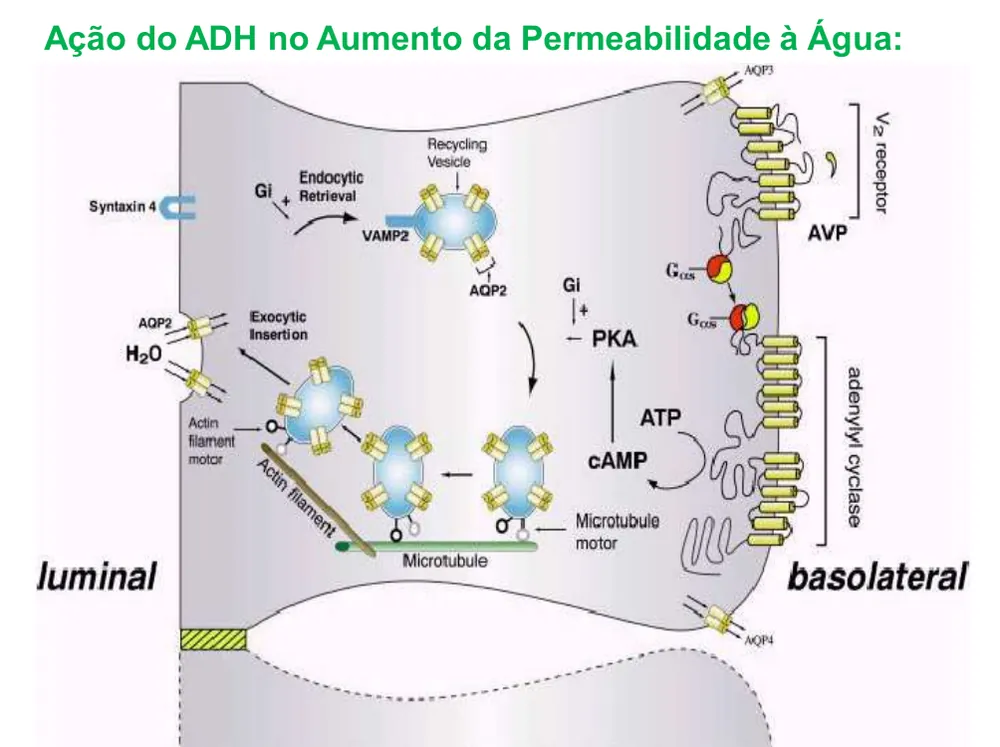 Ação do ADH no Aumento da Permeabilidade à Água:
AQP3
V2 receptor
Recycling
Vesicle
Endocytic
Retrieval
Gi
+
Syntaxin 4
VAMP2
AVP
Gαs
AQP2
Gi
+
Gαs
AQP2
Exocytic
Insertion
H2O
PKA
adenylyl cyclase
ATP
Actin
filament
motor
cAMP
Actin filament
Microtubule
motor
Microtubule
luminal
basolateral
AQP4